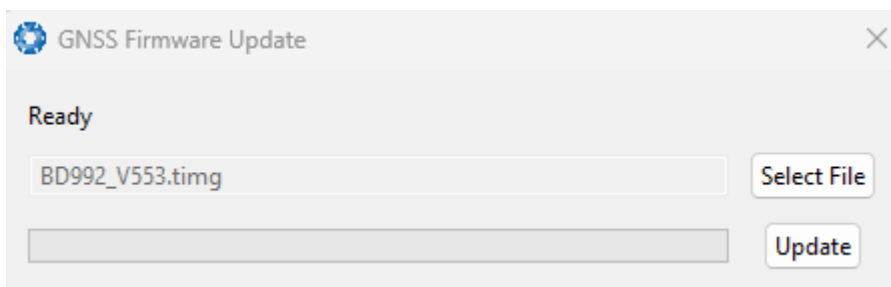 GNSS Firmware Update
Ready
BD992_V553.timg
Select File
Update